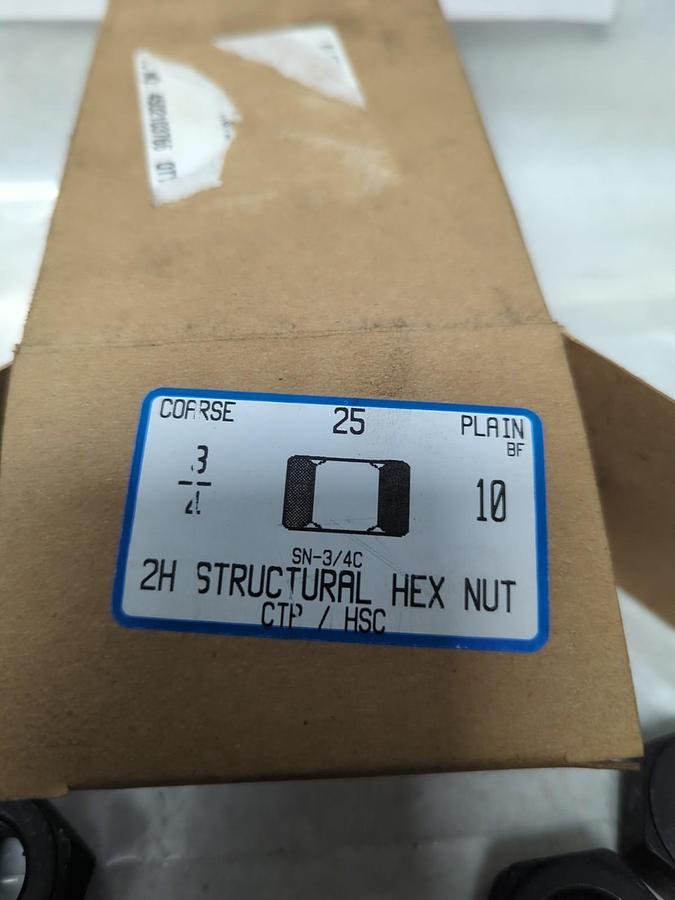 COARSE 25 PLAIN
BF
3
4
10
SN-3/4C
2H STRUCTURAL HEX NUT
CTP / HSC